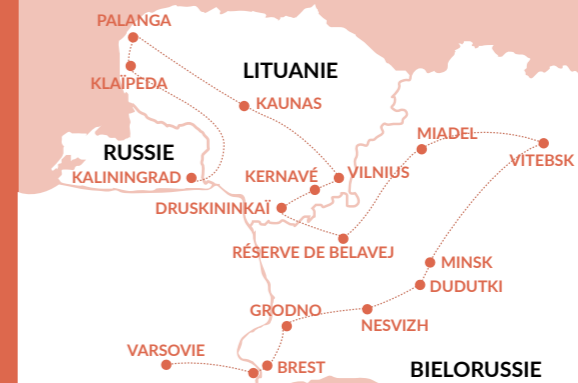 PALANGA
LITUANIE
KLAÏPEDA
KAUNAS
MIADEL
RUSSIE
VITEBSK
KALININGRAD
KERNAVÉ
VILNIUS
DRUSKININKAÏ
RÉSERVE DE BELAVEJ
MINSK
DUDUTKI
GRODNO
NESVIZH
VARSOVIE
BREST
BIELORUSSIE